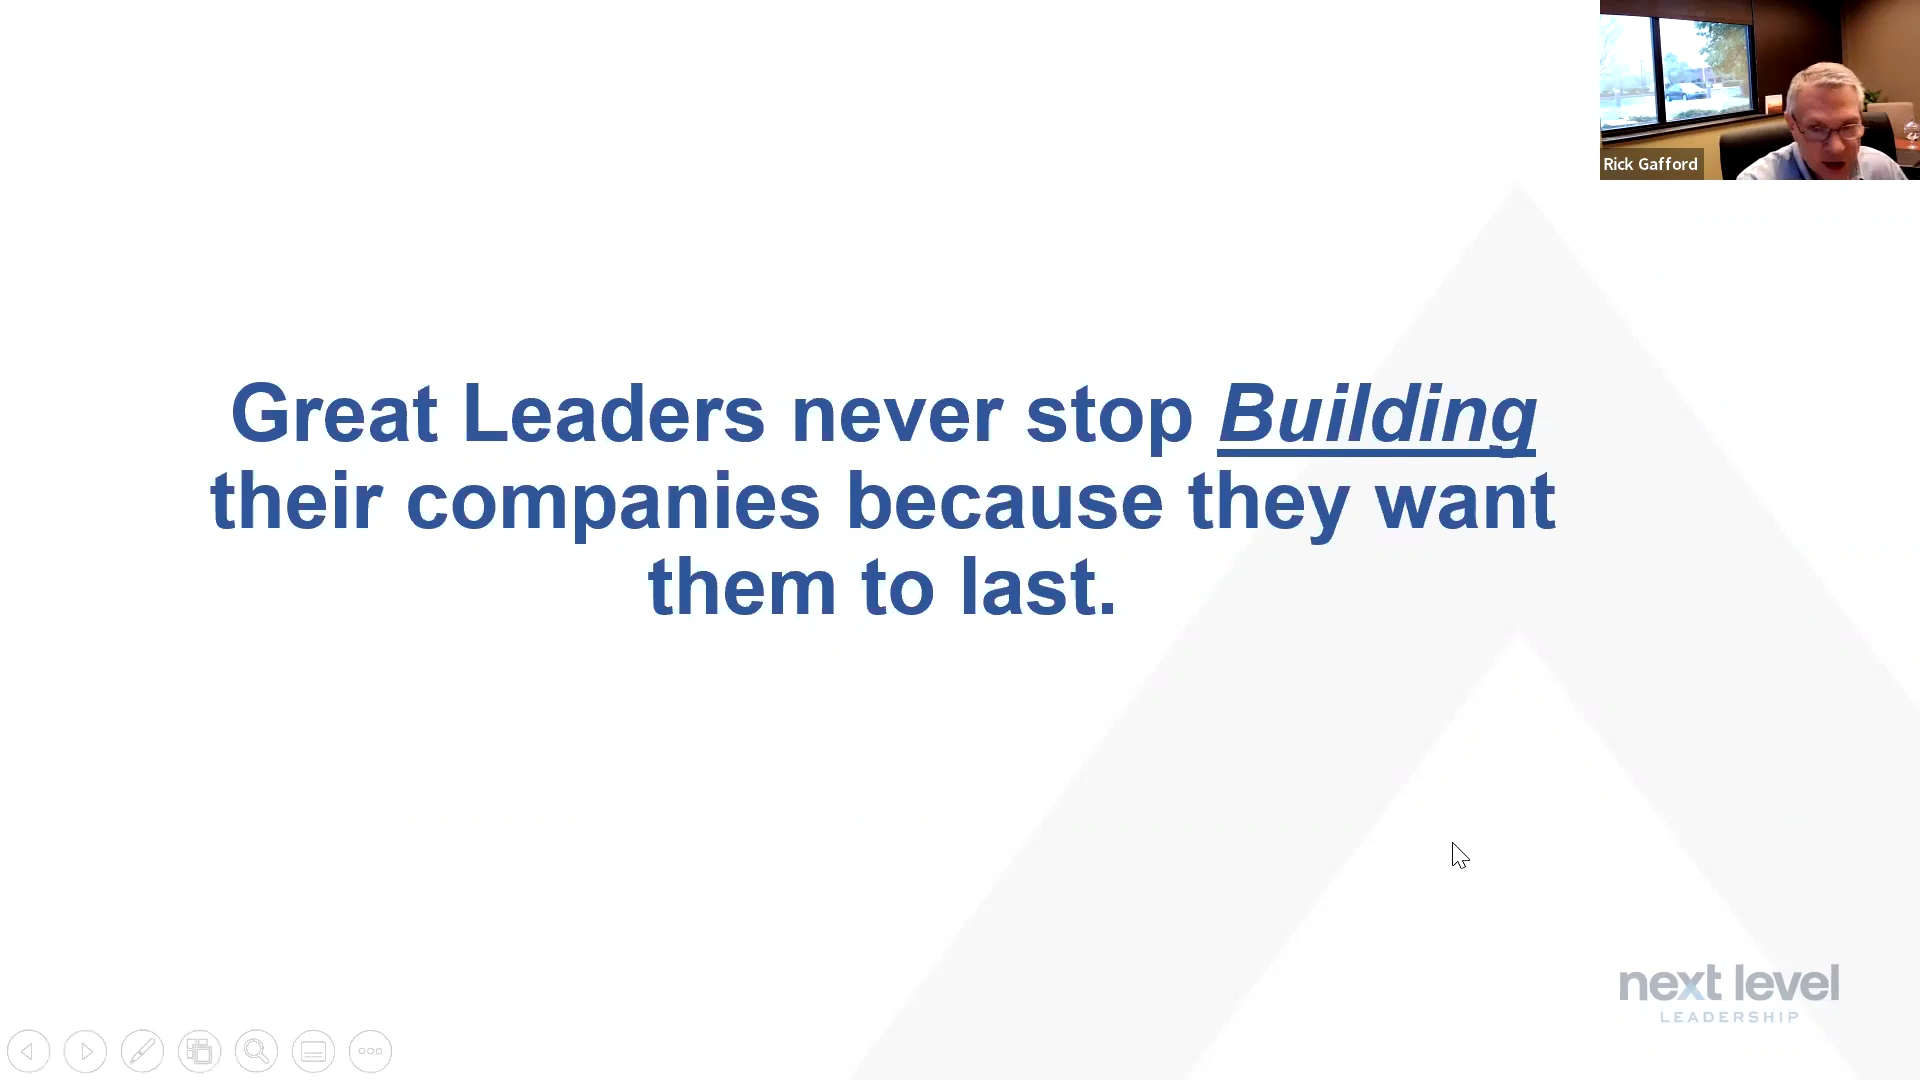 Rick Gafford
Great Leaders never stop Building
their companies because they want
them to last.
next level
LEADERSHIP